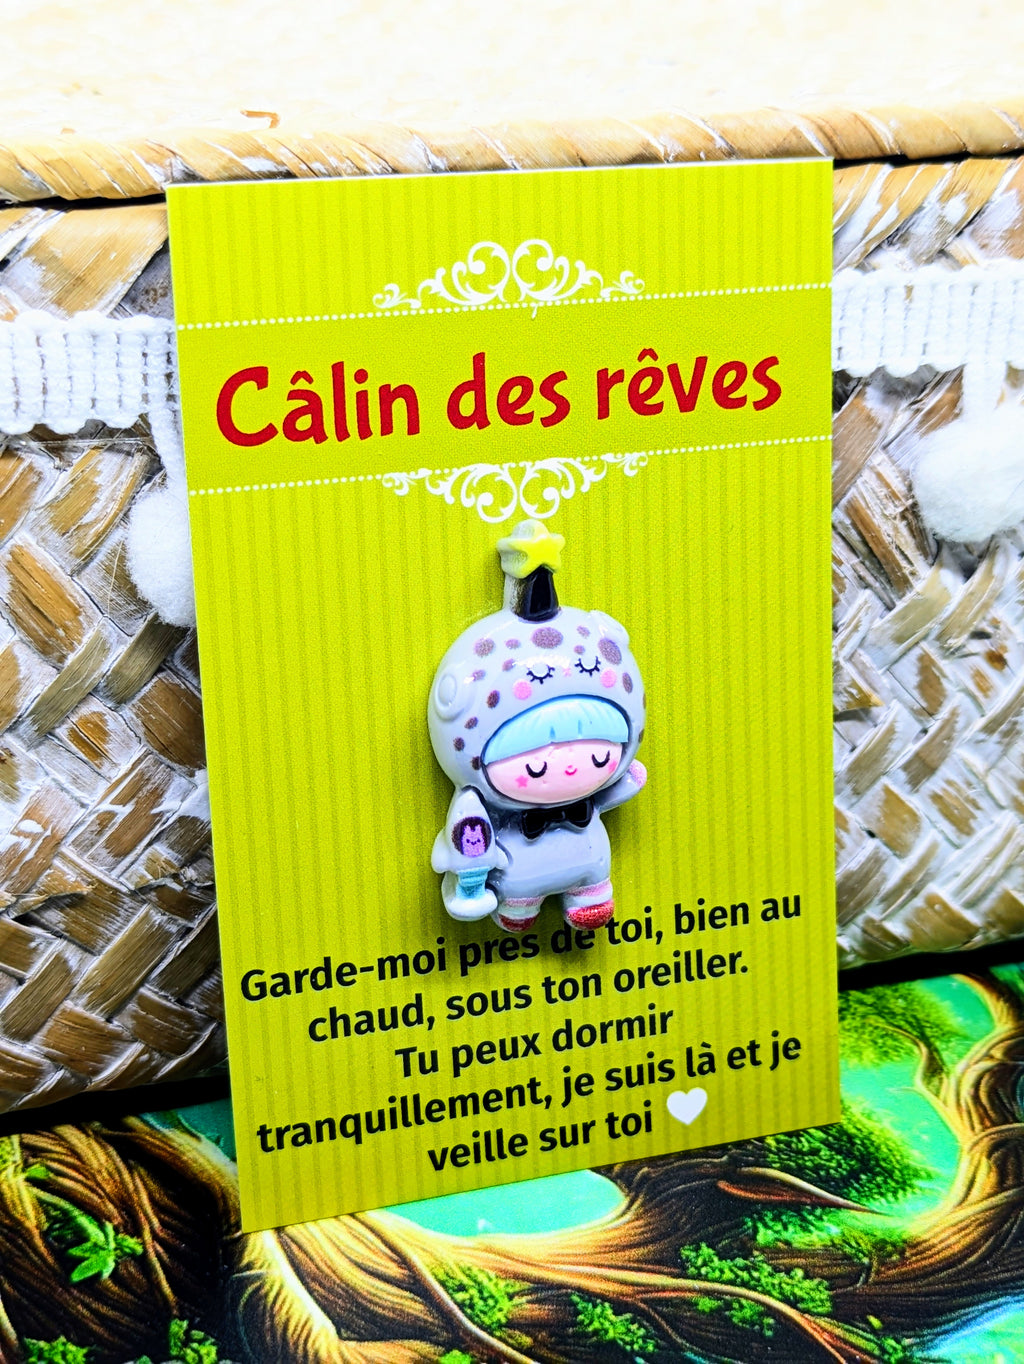 Câlin des rêves
Garde-moi près de toi, bien au
chaud, sous ton oreiller.
Tu peux dormir
tranquillement, je suis là et je
veille sur toi